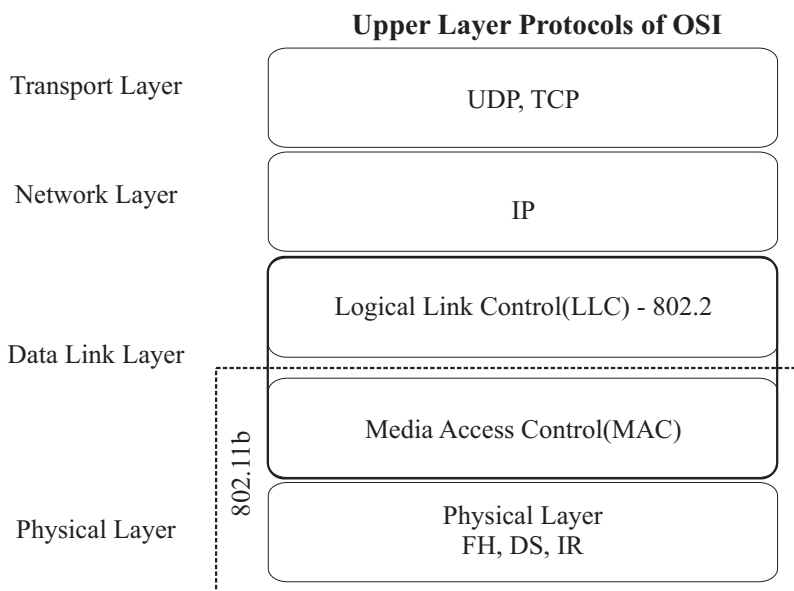 Upper Layer Protocols of OSI
Transport Layer
UDP, TCP
Network Layer
IP
Logical Link Control(LLC) - 802.2
Data Link Layer
Media Access Control(MAC)
802.11b
Physical Layer
Physical Layer
FH, DS, IR